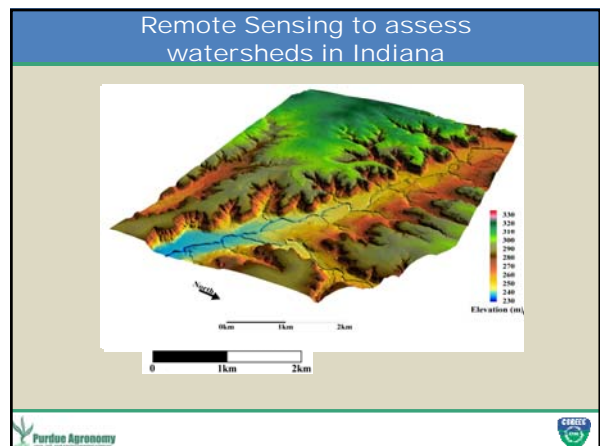 Remote Sensing to assess
watersheds in Indiana
330
320
310
300
290
280
270
260
250
240
230
Elevation (m)
North
0km 1km 2km
0 1km 2km
Purdue Agronomy